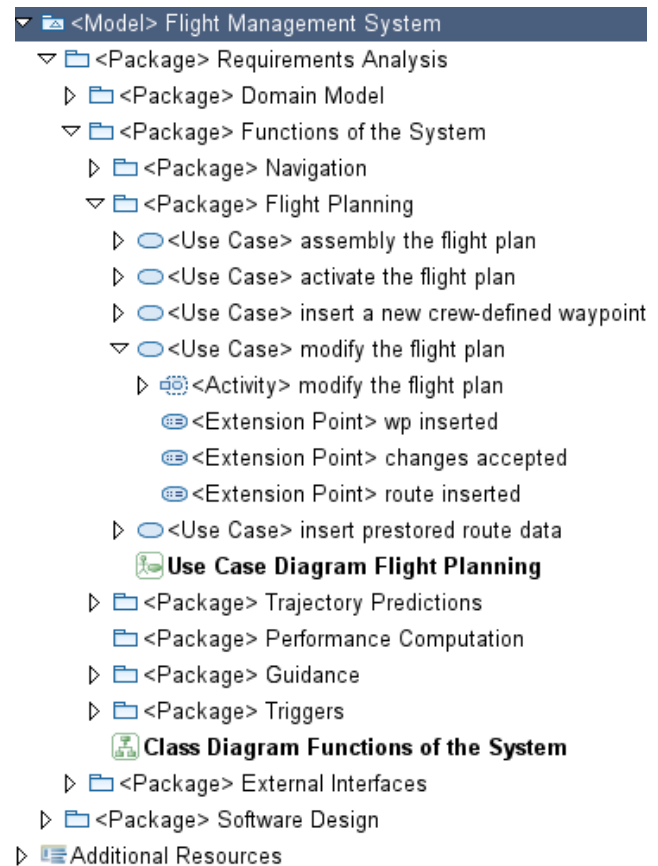 <Model> Flight Management System
<Package> Requirements Analysis
<Package> Domain Model
<Package> Functions of the System
<Package> Navigation
<Package> Flight Planning
<Use Case> assembly the flight plan
<Use Case> activate the flight plan
<Use Case> insert a new crew-defined waypoint
<Use Case> modify the flight plan
<Activity> modify the flight plan
<Extension Point> wp inserted
<Extension Point> changes accepted
<Extension Point> route inserted
<Use Case> insert prestored route data
Use Case Diagram Flight Planning
<Package> Trajectory Predictions
<Package> Performance Computation
<Package> Guidance
<Package> Triggers
Class Diagram Functions of the System
<Package> External Interfaces
<Package> Software Design
Additional Resources